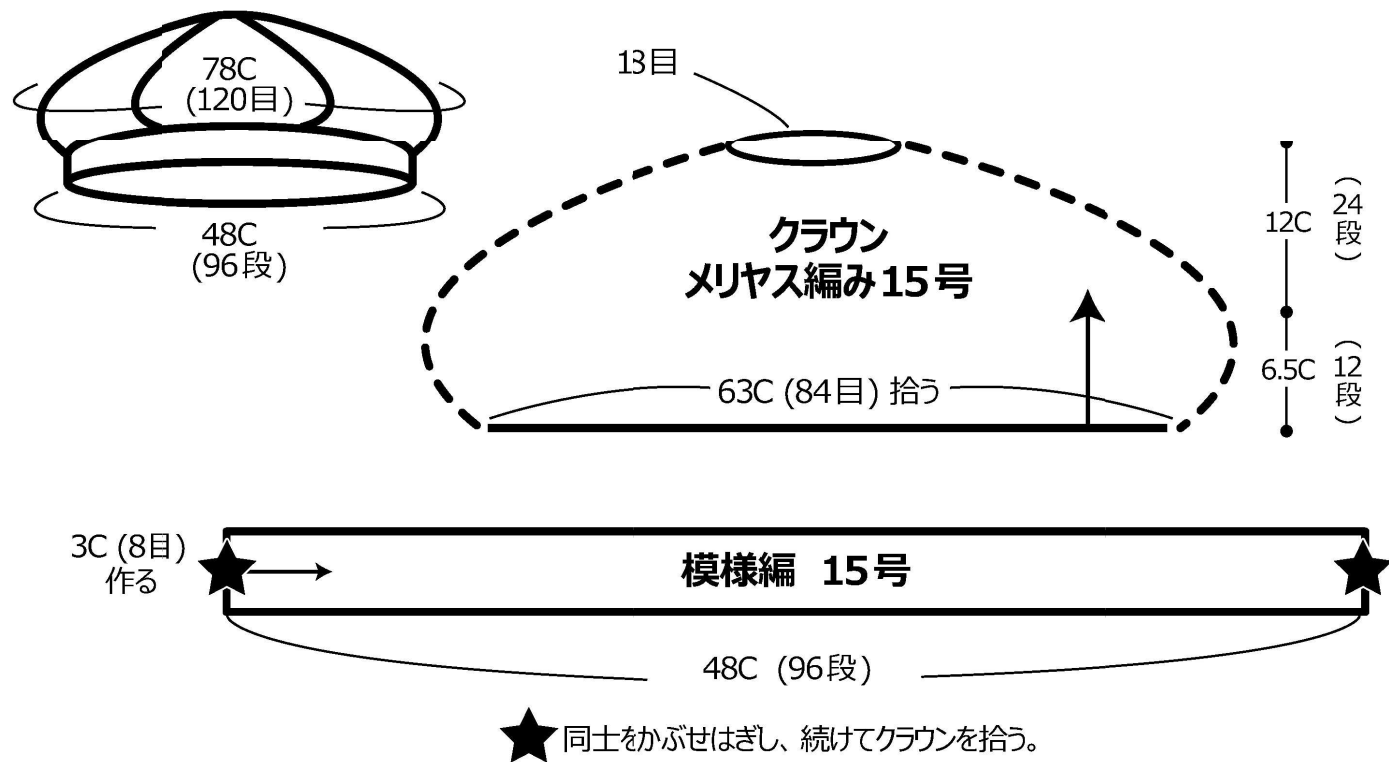 78C
(120目)
48C
(96段)
13目
クラウン
メリヤス編み15号
63C (84目) 拾う
12C
(24段)
6.5C
(12段)
3C (8目)
作る
模様編 15号
48C (96段)
★同士をかぶせはぎし、続けてクラウンを拾う。